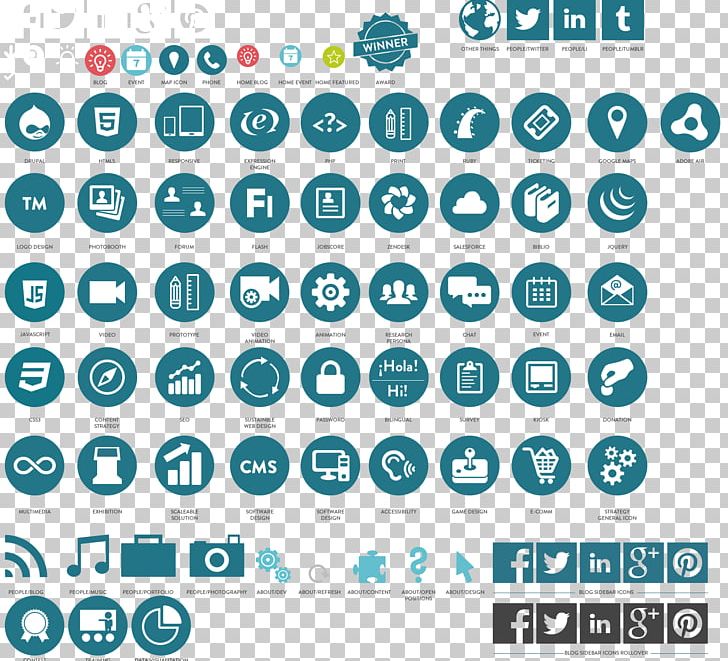 WINNER
OTHER THINGS PEOPLE/TWITTER PEOPLE/LI PEOPLE/TUMBLR
BLOG EVENT MAP ICON PHONE HOME BLOG HOME EVENT HOME FEATURED AWARD
DRUPAL HTML5 RESPONSIVE EXPRESSION ENGINE PHP PRINT RUBY TICKETING GOOGLE MAPS ADOBE AIR
TM
LOGO DESIGN PHOTOBOOTH FORUM FLASH JOBSCORE ZENDESK SALESFORCE BIBLIO JQUERY
JAVASCRIPT VIDEO PROTOTYPE VIDEO ANIMATION ANIMATION RESEARCH PERSONA CHAT EVENT EMAIL
¡Hola!
Hi!
CSS3 CONTENT STRATEGY SEO SUSTAINABLE WEB DESIGN PASSWORD BILINGUAL SURVEY KIOSK DONATION
CMS
MULTIMEDIA EXHIBITION SCALEABLE SOLUTION SOFTWARE DESIGN SOFTWARE DESIGN ACCESSIBILITY GAME DESIGN E-COMM STRATEGY GENERAL ICON
PEOPLE/BLOG PEOPLE/MUSIC PEOPLE/PORTFOLIO PEOPLE/PHOTOGRAPHY ABOUT/DEV ABOUT/REFRESH ABOUT/CONTENT ABOUT/OPEN POSITIONS ABOUT/DESIGN
BLOG SIDEBAR ICONS
TRAINING DATA VISUALIZATION
BLOG SIDEBAR ICONS ROLLOVER